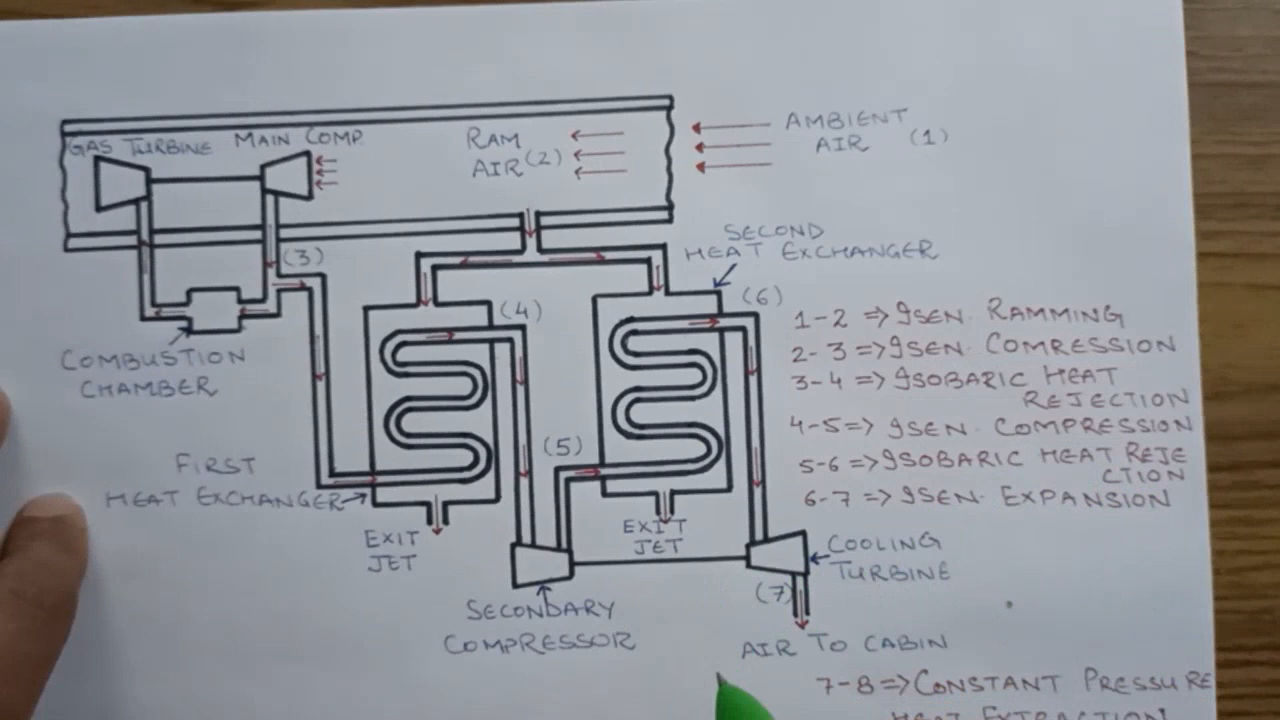 GAS TURBINE
MAIN COMP.
RAM
AIR (2)
AMBIENT
AIR (1)
SECOND
HEAT EXCHANGER
(3)
(4)
(6)
COMBUSTION
CHAMBER
FIRST
HEAT EXCHANGER
(5)
EXIT
JET
EXIT
JET
SECONDARY
COMPRESSOR
COOLING
TURBINE
(7)
AIR TO CABIN
1-2 => ISEN. RAMMING
2-3 => ISEN. COMRESSION
3-4 => ISOBARIC HEAT
REJECTION
4-5 => ISEN. COMPRESSION
5-6 => ISOBARIC HEAT REJE
CTION
6-7 => ISEN. EXPANSION
7-8 => CONSTANT PRESSURE
HEAT EXTRACTION